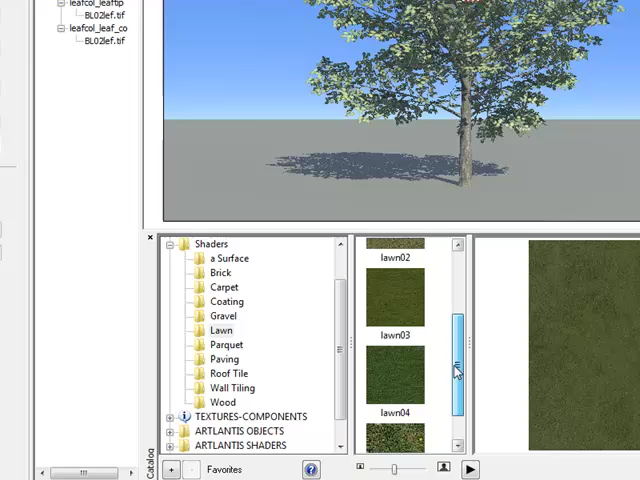 leafcol_leaftip
BL02lef.tif
leafcol_leaf_co
BL02lef.tif
Shaders
a Surface
Brick
Carpet
Coating
Gravel
Lawn
Parquet
Paving
Roof Tile
Wall Tiling
Wood
TEXTURES-COMPONENTS
ARTLANTIS OBJECTS
ARTLANTIS SHADERS
lawn02
lawn03
lawn04
Catalog
Favorites